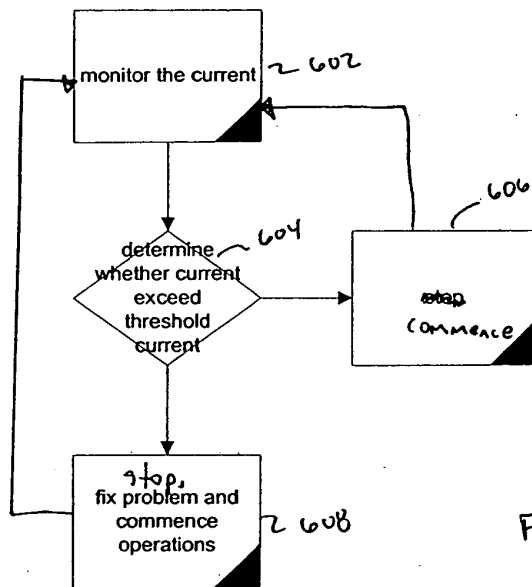 monitor the current
602
determine
whether current
exceed
threshold
current
604
606
stop
commence
stop,
fix problem and
commence
operations
608
F